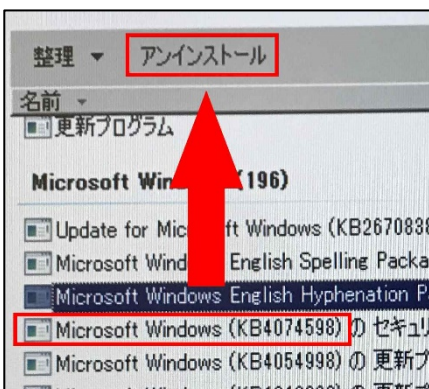 整理 ▼ アンインストール
名前
更新プログラム
Microsoft Win (196)
Update for Mic ft Windows (KB2670838
Microsoft Wind English Spelling Packa
Microsoft Windows English Hyphenation P
Microsoft Windows (KB4074598) の セキュリ
Microsoft Windows (KB4054998) の 更新プ